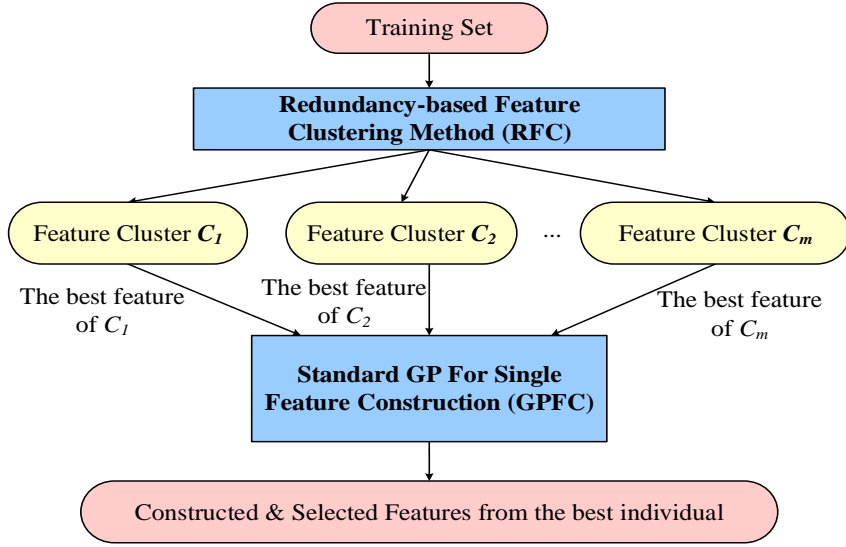 Training Set
Redundancy-based Feature
Clustering Method (RFC)
Feature Cluster C1
Feature Cluster C2
...
Feature Cluster Cm
The best feature
of C1
The best feature
of C2
The best feature
of Cm
Standard GP For Single
Feature Construction (GPFC)
Constructed & Selected Features from the best individual